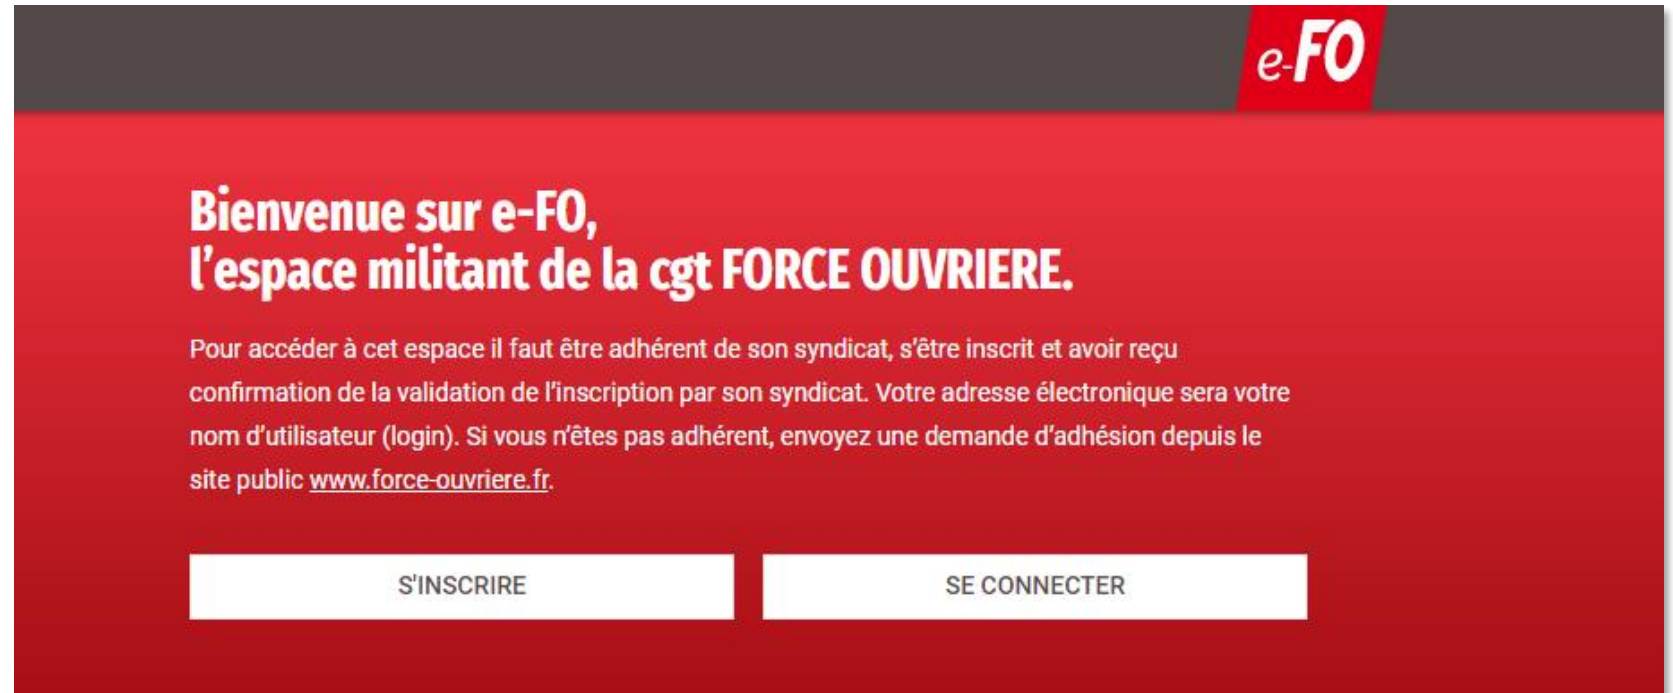 e-FO
Bienvenue sur e-FO,
l’espace militant de la cgt FORCE OUVRIERE.
Pour accéder à cet espace il faut être adhérent de son syndicat, s’être inscrit et avoir reçu
confirmation de la validation de l’inscription par son syndicat. Votre adresse électronique sera votre
nom d’utilisateur (login). Si vous n’êtes pas adhérent, envoyez une demande d’adhésion depuis le
site public www.force-ouvriere.fr.
S'INSCRIRE
SE CONNECTER